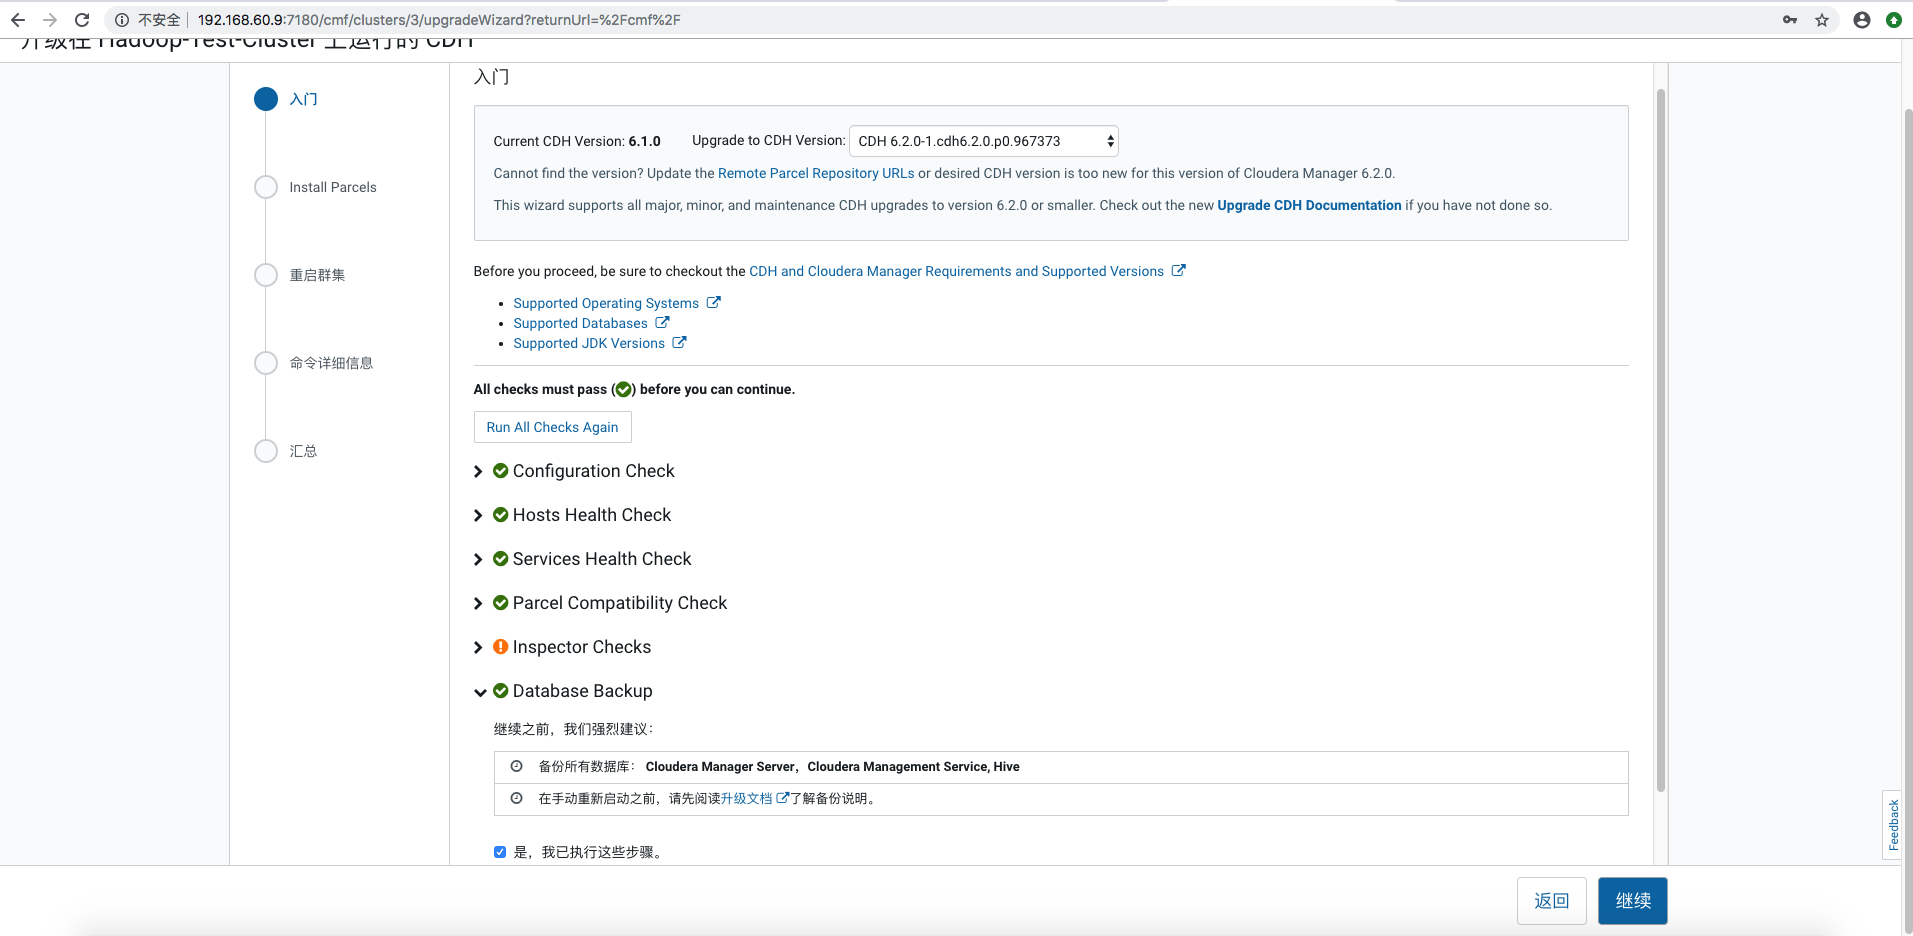 不安全 192.168.60.9:7180/cmf/clusters/3/upgradeWizard?returnUrl=%2Fcmf%2F
升级在 Hadoop-Test-Cluster 上运行的 CDH
入门
Install Parcels
重启群集
命令详细信息
汇总
入门
Current CDH Version: 6.1.0 Upgrade to CDH Version: CDH 6.2.0-1.cdh6.2.0.p0.967373
Cannot find the version? Update the Remote Parcel Repository URLs or desired CDH version is too new for this version of Cloudera Manager 6.2.0.
This wizard supports all major, minor, and maintenance CDH upgrades to version 6.2.0 or smaller. Check out the new Upgrade CDH Documentation if you have not done so.
Before you proceed, be sure to checkout the CDH and Cloudera Manager Requirements and Supported Versions
Supported Operating Systems
Supported Databases
Supported JDK Versions
All checks must pass ( ) before you can continue.
Run All Checks Again
Configuration Check
Hosts Health Check
Services Health Check
Parcel Compatibility Check
Inspector Checks
Database Backup
继续之前，我们强烈建议：
备份所有数据库： Cloudera Manager Server，Cloudera Management Service, Hive
在手动重新启动之前，请先阅读升级文档 了解备份说明。
是，我已执行这些步骤。
Feedback
返回
继续